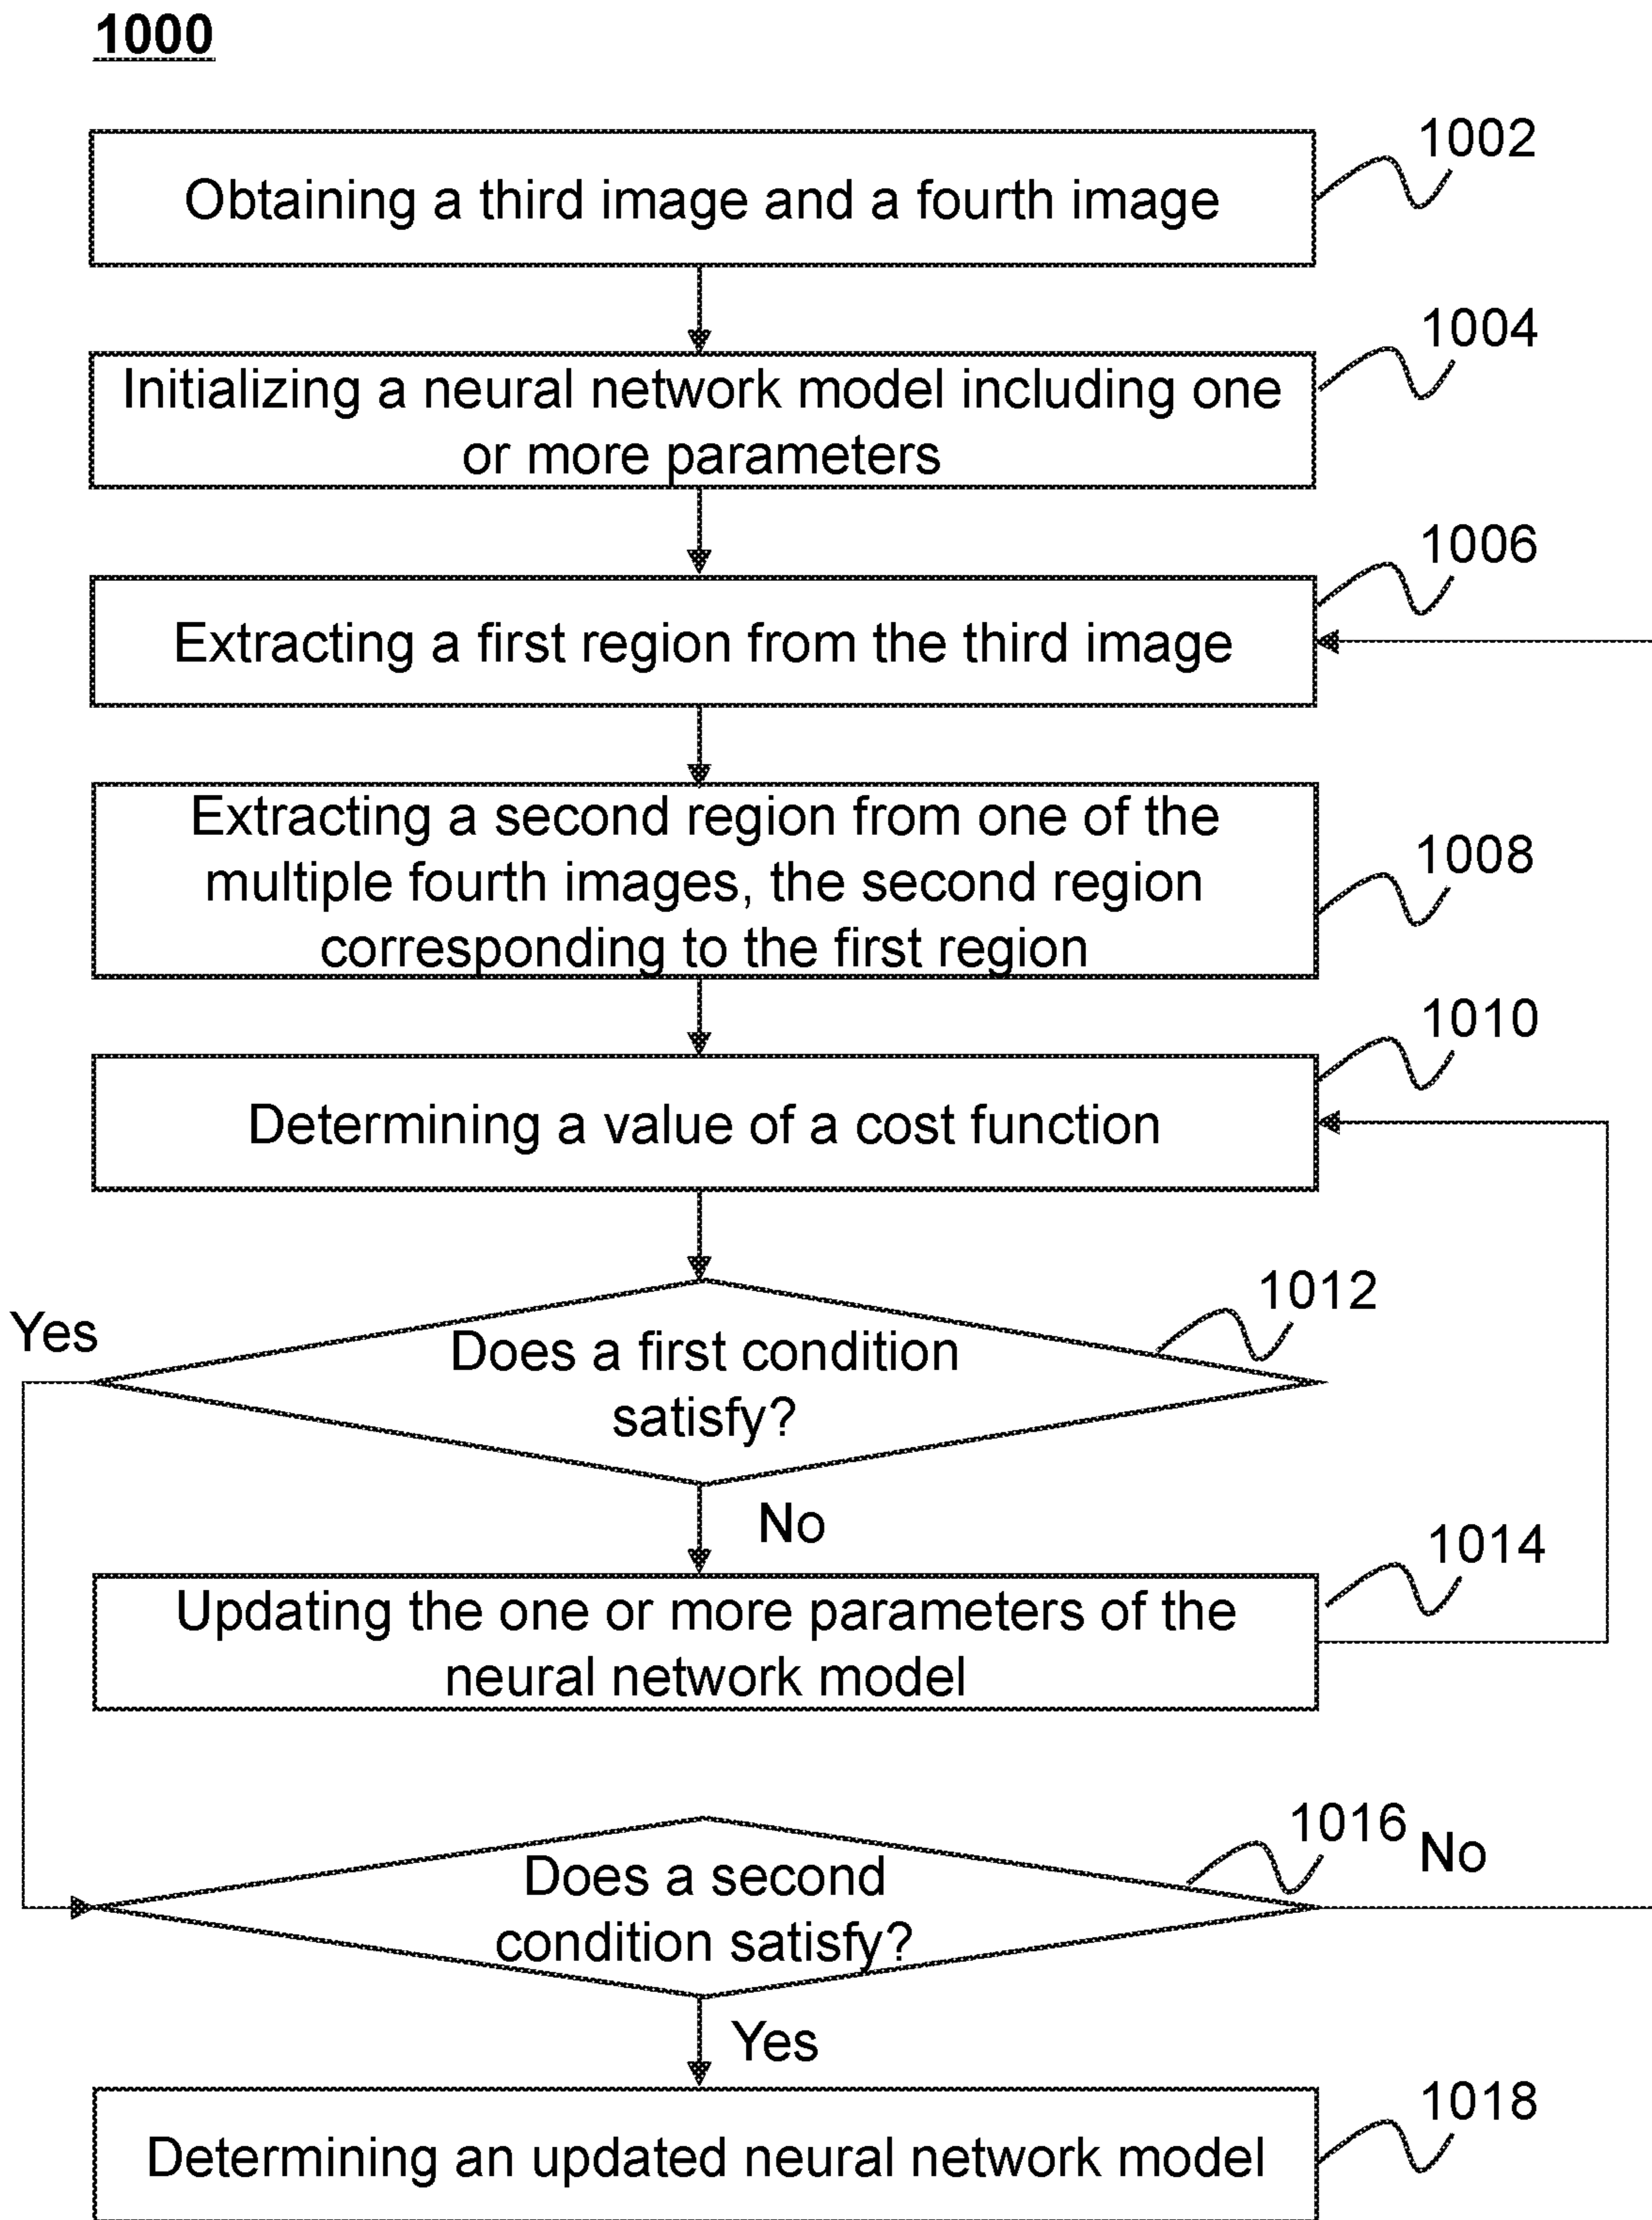 1000
1002
Obtaining a third image and a fourth image
1004
Initializing a neural network model including one
or more parameters
1006
Extracting a first region from the third image
Extracting a second region from one of the
multiple fourth images, the second region
corresponding to the first region
1008
1010
Determining a value of a cost function
1012
Yes
Does a first condition
satisfy?
No
1014
Updating the one or more parameters of the
neural network model
1016
No
Does a second
condition satisfy?
Yes
1018
Determining an updated neural network model